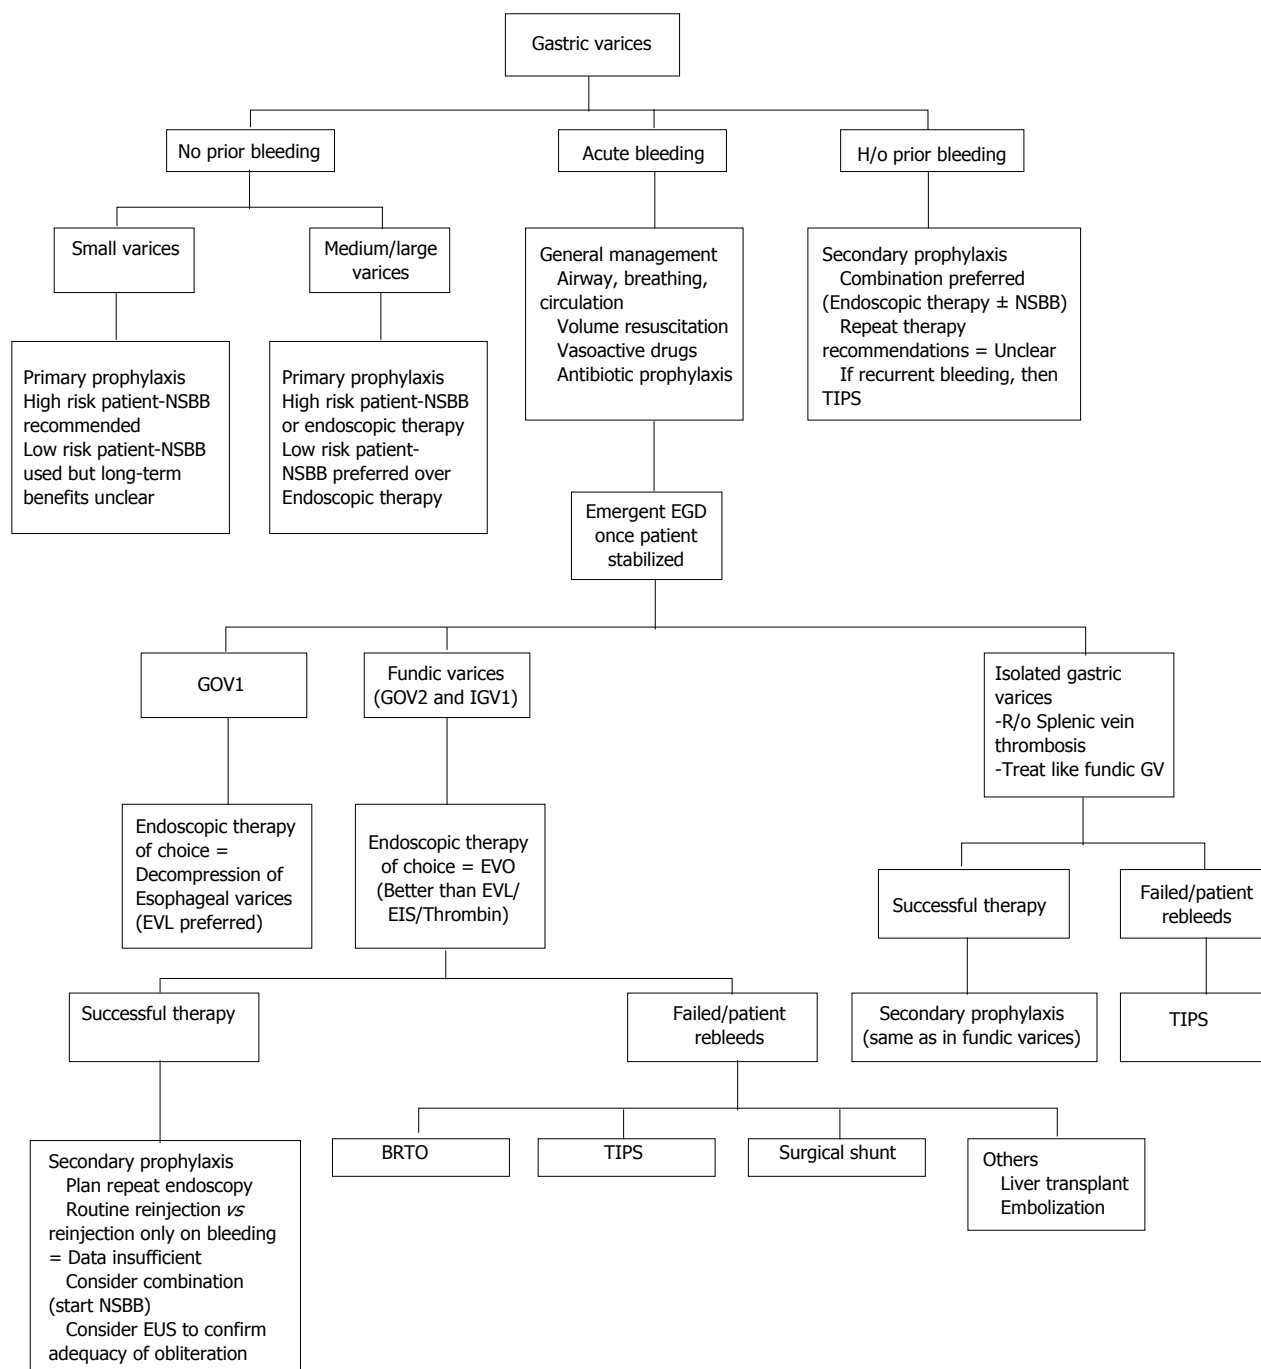 Gastric varices
No prior bleeding
Acute bleeding
H/o prior bleeding
Small varices
Medium/large
varices
General management
Airway, breathing,
circulation
Volume resuscitation
Vasoactive drugs
Antibiotic prophylaxis
Secondary prophylaxis
Combination preferred
(Endoscopic therapy ± NSBB)
Repeat therapy
recommendations = Unclear
If recurrent bleeding, then
TIPS
Primary prophylaxis
High risk patient-NSBB
recommended
Low risk patient-NSBB
used but long-term
benefits unclear
Primary prophylaxis
High risk patient-NSBB
or endoscopic therapy
Low risk patient-
NSBB preferred over
Endoscopic therapy
Emergent EGD
once patient
stabilized
GOV1
Fundic varices
(GOV2 and IGV1)
Isolated gastric
varices
-R/o Splenic vein
thrombosis
-Treat like fundic GV
Endoscopic therapy
of choice =
Decompression of
Esophageal varices
(EVL preferred)
Endoscopic therapy
of choice = EVO
(Better than EVL/
EIS/Thrombin)
Successful therapy
Failed/patient
rebleeds
Successful therapy
Failed/patient
rebleeds
Secondary prophylaxis
(same as in fundic varices)
TIPS
BRTO
TIPS
Surgical shunt
Others
Liver transplant
Embolization
Secondary prophylaxis
Plan repeat endoscopy
Routine reinjection vs
reinjection only on bleeding
= Data insufficient
Consider combination
(start NSBB)
Consider EUS to confirm
adequacy of obliteration